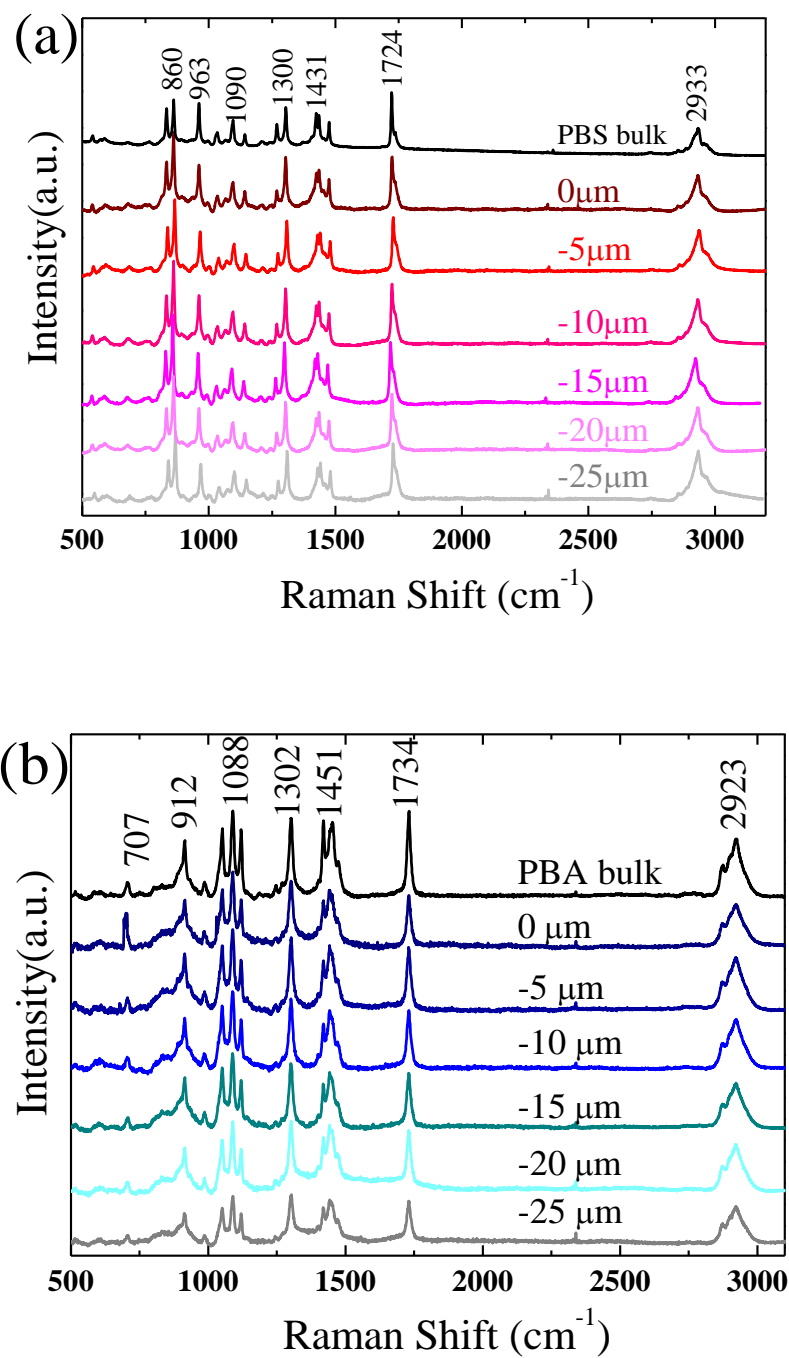 (a)
860
963
1090
1300
1431
1724
2933
PBS bulk
0µm
-5µm
-10µm
-15µm
-20µm
-25µm
Intensity(a.u.)
500 1000 1500 2000 2500 3000
Raman Shift (cm-1)
(b)
707
912
1088
1302
1451
1734
2923
PBA bulk
0 µm
-5 µm
-10 µm
-15 µm
-20 µm
-25 µm
Intensity(a.u.)
500 1000 1500 2000 2500 3000
Raman Shift (cm-1)